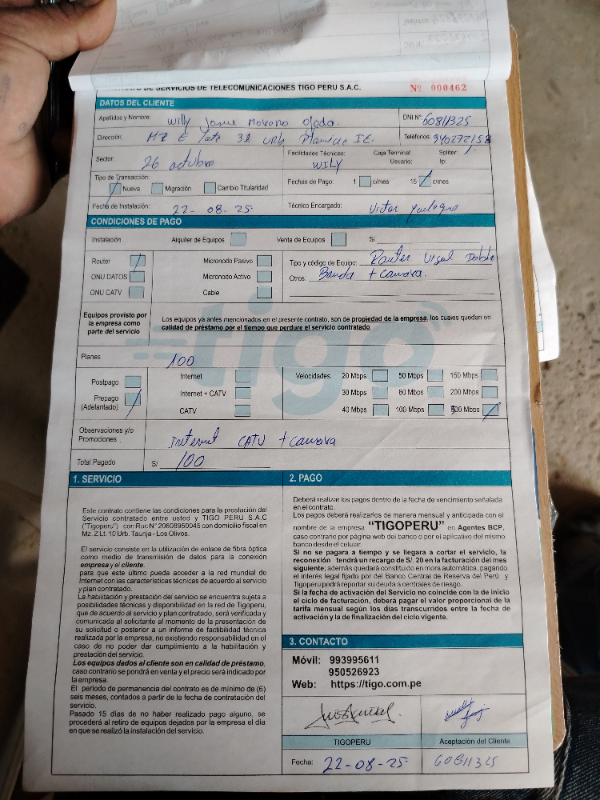 DE SERVICIOS DE TELECOMUNICACIONES TIGO PERU S.A.C. Nº 000462
DATOS DEL CLIENTE
Apellidos y Nombre: Willy Josue Moreno Ojeda. DNI Nº 60811325
Dirección: MZ E Lote 32 Urb. I E. Teléfonos:
Sector: 26 octubre Facilidades Técnicas: WILY Caja Terminal Usuario: Spliter Ip:
Tipo de Transacción: Nueva Migración Cambio Titularidad Fechas de Pago: 1 c/mes 15 c/mes
Fecha de Instalación: 22-08-25 Técnico Encargado: Victor
CONDICIONES DE PAGO
Instalación Alquiler de Equipos Venta de Equipos S/.
Router Micronodo Pasivo Tipo y código de Equipo: Router
ONU DATOS Micronodo Activo Otros: Banda + camara.
ONU CATV Cable
Equipos provisto por la empresa como parte del servicio
Los equipos ya antes mencionados en el presente contrato, son de propiedad de la empresa, los cuales quedan en calidad de préstamo por el tiempo que perdure el servicio contratado
tigo
Planes 100
Postpago Internet Velocidades: 20 Mbps 50 Mbps 150 Mbps
Prepago (Adelantado) Internet + CATV 30 Mbps 60 Mbps 200 Mbps
CATV 40 Mbps 100 Mbps 500 Mbps
Observaciones y/o Promociones: Internet CATV + camara
Total Pagado S/ 100
1. SERVICIO
Este contrato contiene las condiciones para la prestación del
Servicio contratado entre usted y TIGO PERU S.A.C
("Tigoperu") con Ruc N° 20608950045 con domicilio fiscal en
Mz. Z Lt. 10 Urb. Taurija - Los Olivos.
El servicio consiste en la utilización de enlace de fibra óptica
como medio de transmisión de datos para la conexión
empresa y el cliente.
para que este último pueda acceder a la red mundial de
Internet con las características técnicas de acuerdo al servicio
y plan contratado.
La habilitación y prestación del servicio se encuentra sujeta a
posibilidades técnicas y disponibilidad en la red de Tigoperu,
que de acuerdo al servicio y plan contratado, será verificada y
comunicada al solicitante al momento de la presentación de
su solicitud o posterior a un informe de factibilidad técnica
realizada por la empresa, no existiendo responsabilidad en el
caso de no poder dar cumplimiento a la habilitación y
prestación del servicio.
Los equipos dados al cliente son en calidad de préstamo,
caso contrario se pondrá en venta y el precio será indicado por
la empresa.
El período de permanencia del contrato es de mínimo de (6)
seis meses, contados a partir de la fecha de contratación del
servicio.
Pasado 15 días de no haber realizado pago alguno, se
procederá al retiro de equipos dejados por la empresa el día
en que se realizó la instalación del servicio.
2. PAGO
Deberá realizar los pagos dentro de la fecha de vencimiento señalada
en el contrato.
Los pagos deberá realizarlos de manera mensual y anticipada con el
nombre de la empresa "TIGOPERU" en Agentes BCP,
caso contrario por página web del banco o por el aplicativo del mismo
banco desde el celular.
Si no se pagara a tiempo y se llegara a cortar el servicio, la
reconexión tendrá un recargo de S/ 20 en la facturación del mes
siguiente; además quedará constituido en mora automática, pagando
el interés legal fijado por del Banco Central de Reserva del Perú y
Tigoperu podrá reportar su deuda a centrales de riesgo.
Si la fecha de activación del Servicio no coincide con la de inicio
el ciclo de facturación, deberá pagar el valor proporcional de la
tarifa mensual según los días transcurridos entre la fecha de
activación y la de finalización del ciclo vigente.
3. CONTACTO
Móvil: 993995611
950526923
Web: https://tigo.com.pe
TIGOPERU Aceptación del Cliente
Fecha: 22-08-25 60811325